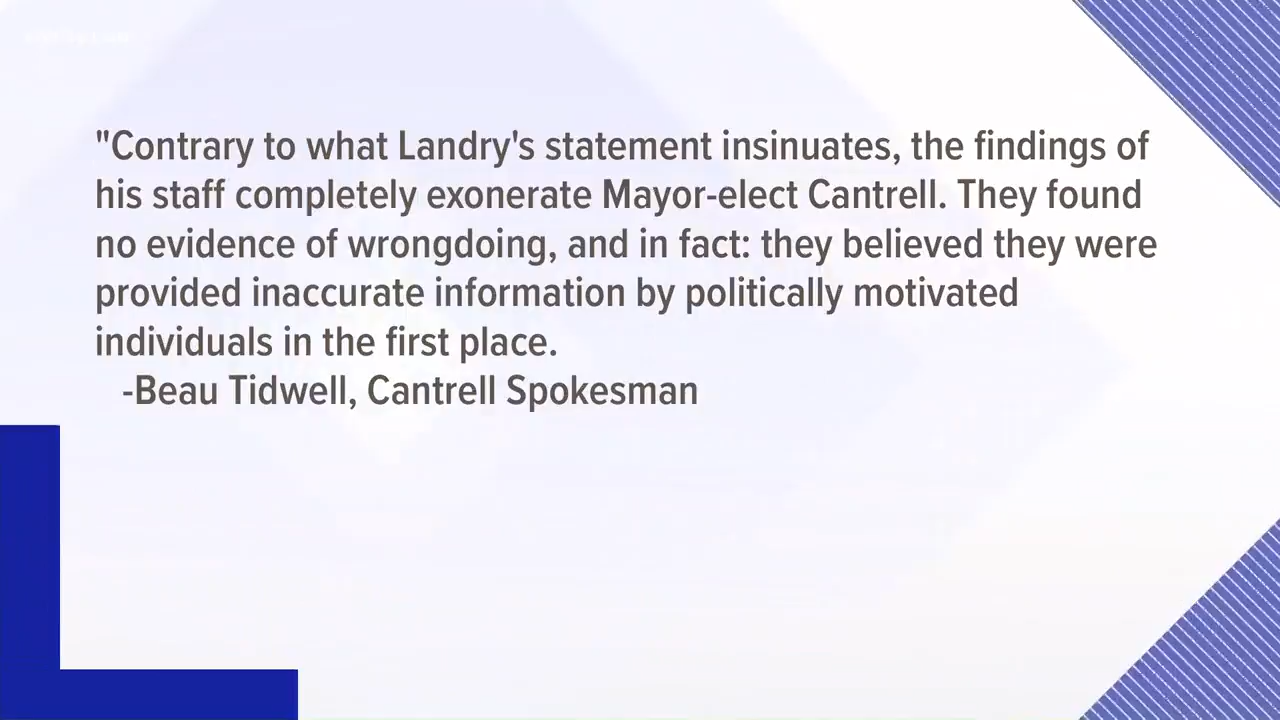 "Contrary to what Landry's statement insinuates, the findings of
his staff completely exonerate Mayor-elect Cantrell. They found
no evidence of wrongdoing, and in fact: they believed they were
provided inaccurate information by politically motivated
individuals in the first place.
-Beau Tidwell, Cantrell Spokesman